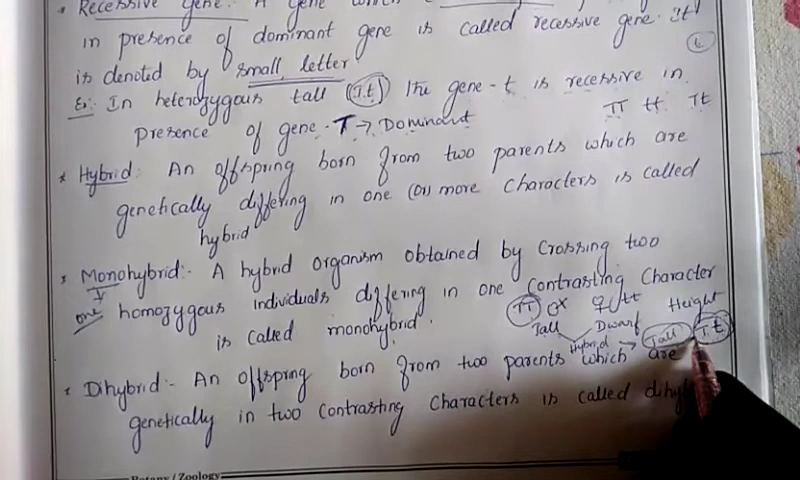 * Recessive gene:- A gene which
in presence of dominant gene is called recessive gene. It
is denoted by small letter t
Ex: In heterozygous tall (Tt) the gene-t is recessive in
presence of gene-T → Dominant TT tt Tt
* Hybrid: An offspring born from two parents which are
genetically differing in one (or) more characters is called
hybrid
* Monohybrid:- A hybrid organism obtained by crossing two
one homozygous individuals differing in one contrasting character
is called monohybrid.
TT ♂ × ♀ tt Height
Tall Dwarf
Hybrid → Tall Tt
* Dihybrid:- An offspring born from two parents which are
genetically in two contrasting characters is called
Botany / Zoology